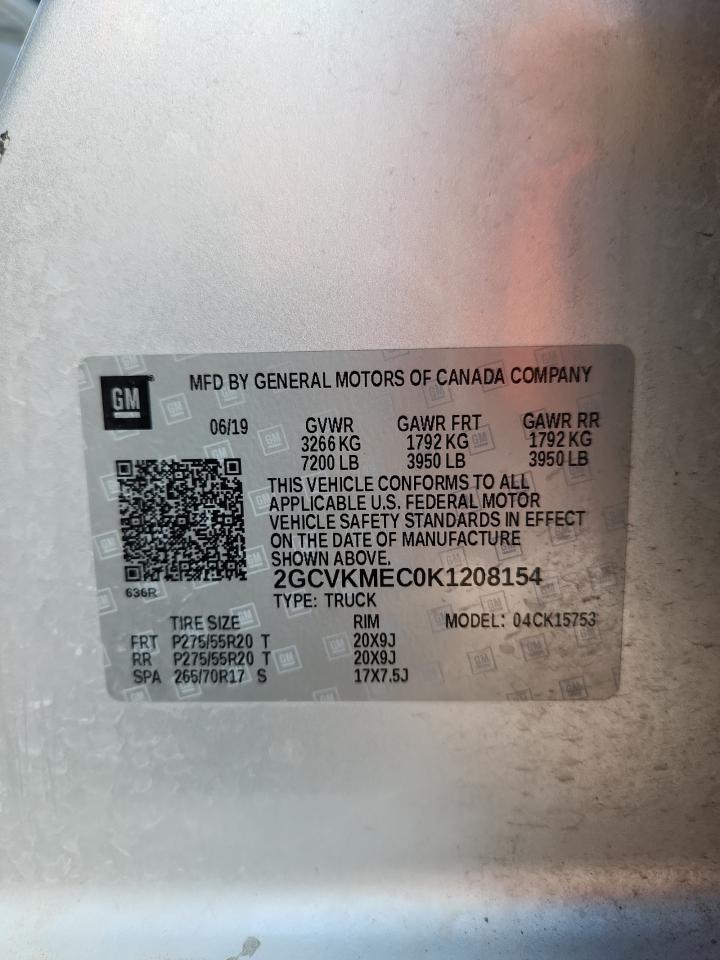 GM
MFD BY GENERAL MOTORS OF CANADA COMPANY
06/19 GVWR GAWR FRT GAWR RR
3266 KG 1792 KG 1792 KG
7200 LB 3950 LB 3950 LB
THIS VEHICLE CONFORMS TO ALL
APPLICABLE U.S. FEDERAL MOTOR
VEHICLE SAFETY STANDARDS IN EFFECT
ON THE DATE OF MANUFACTURE
SHOWN ABOVE.
636R
2GCVKMEC0K1208154
TYPE: TRUCK
TIRE SIZE RIM MODEL: 04CK15753
FRT P275/55R20 T 20X9J
RR P275/55R20 T 20X9J
SPA 265/70R17 S 17X7.5J